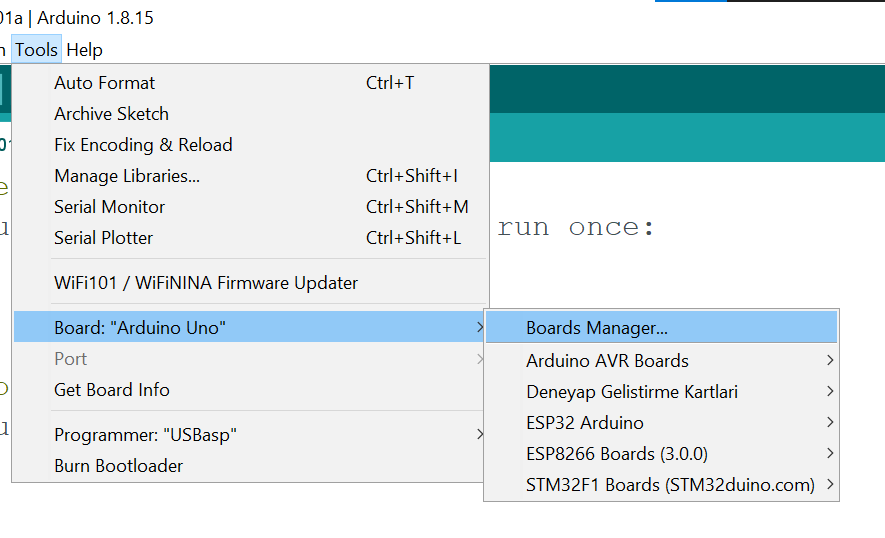 01a | Arduino 1.8.15
Tools Help
Auto Format Ctrl+T
Archive Sketch
Fix Encoding & Reload
Manage Libraries... Ctrl+Shift+I
Serial Monitor Ctrl+Shift+M
Serial Plotter Ctrl+Shift+L
run once:
WiFi101 / WiFiNINA Firmware Updater
Board: "Arduino Uno"
Port
Get Board Info
Programmer: "USBasp"
Burn Bootloader
Boards Manager...
Arduino AVR Boards
Deneyap Gelistirme Kartlari
ESP32 Arduino
ESP8266 Boards (3.0.0)
STM32F1 Boards (STM32duino.com)